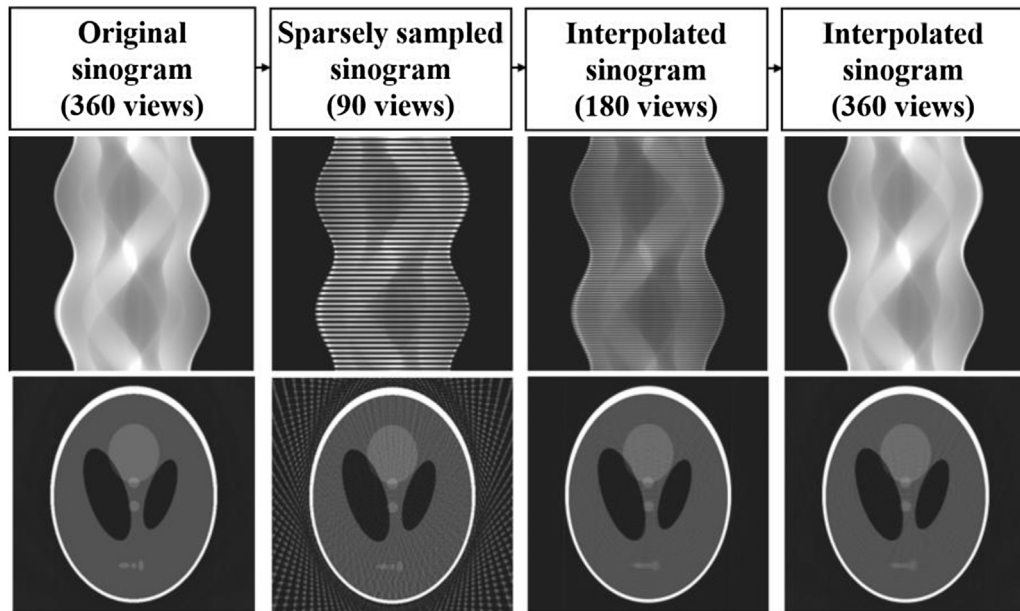 Original
sinogram
(360 views)
Sparsely sampled
sinogram
(90 views)
Interpolated
sinogram
(180 views)
Interpolated
sinogram
(360 views)